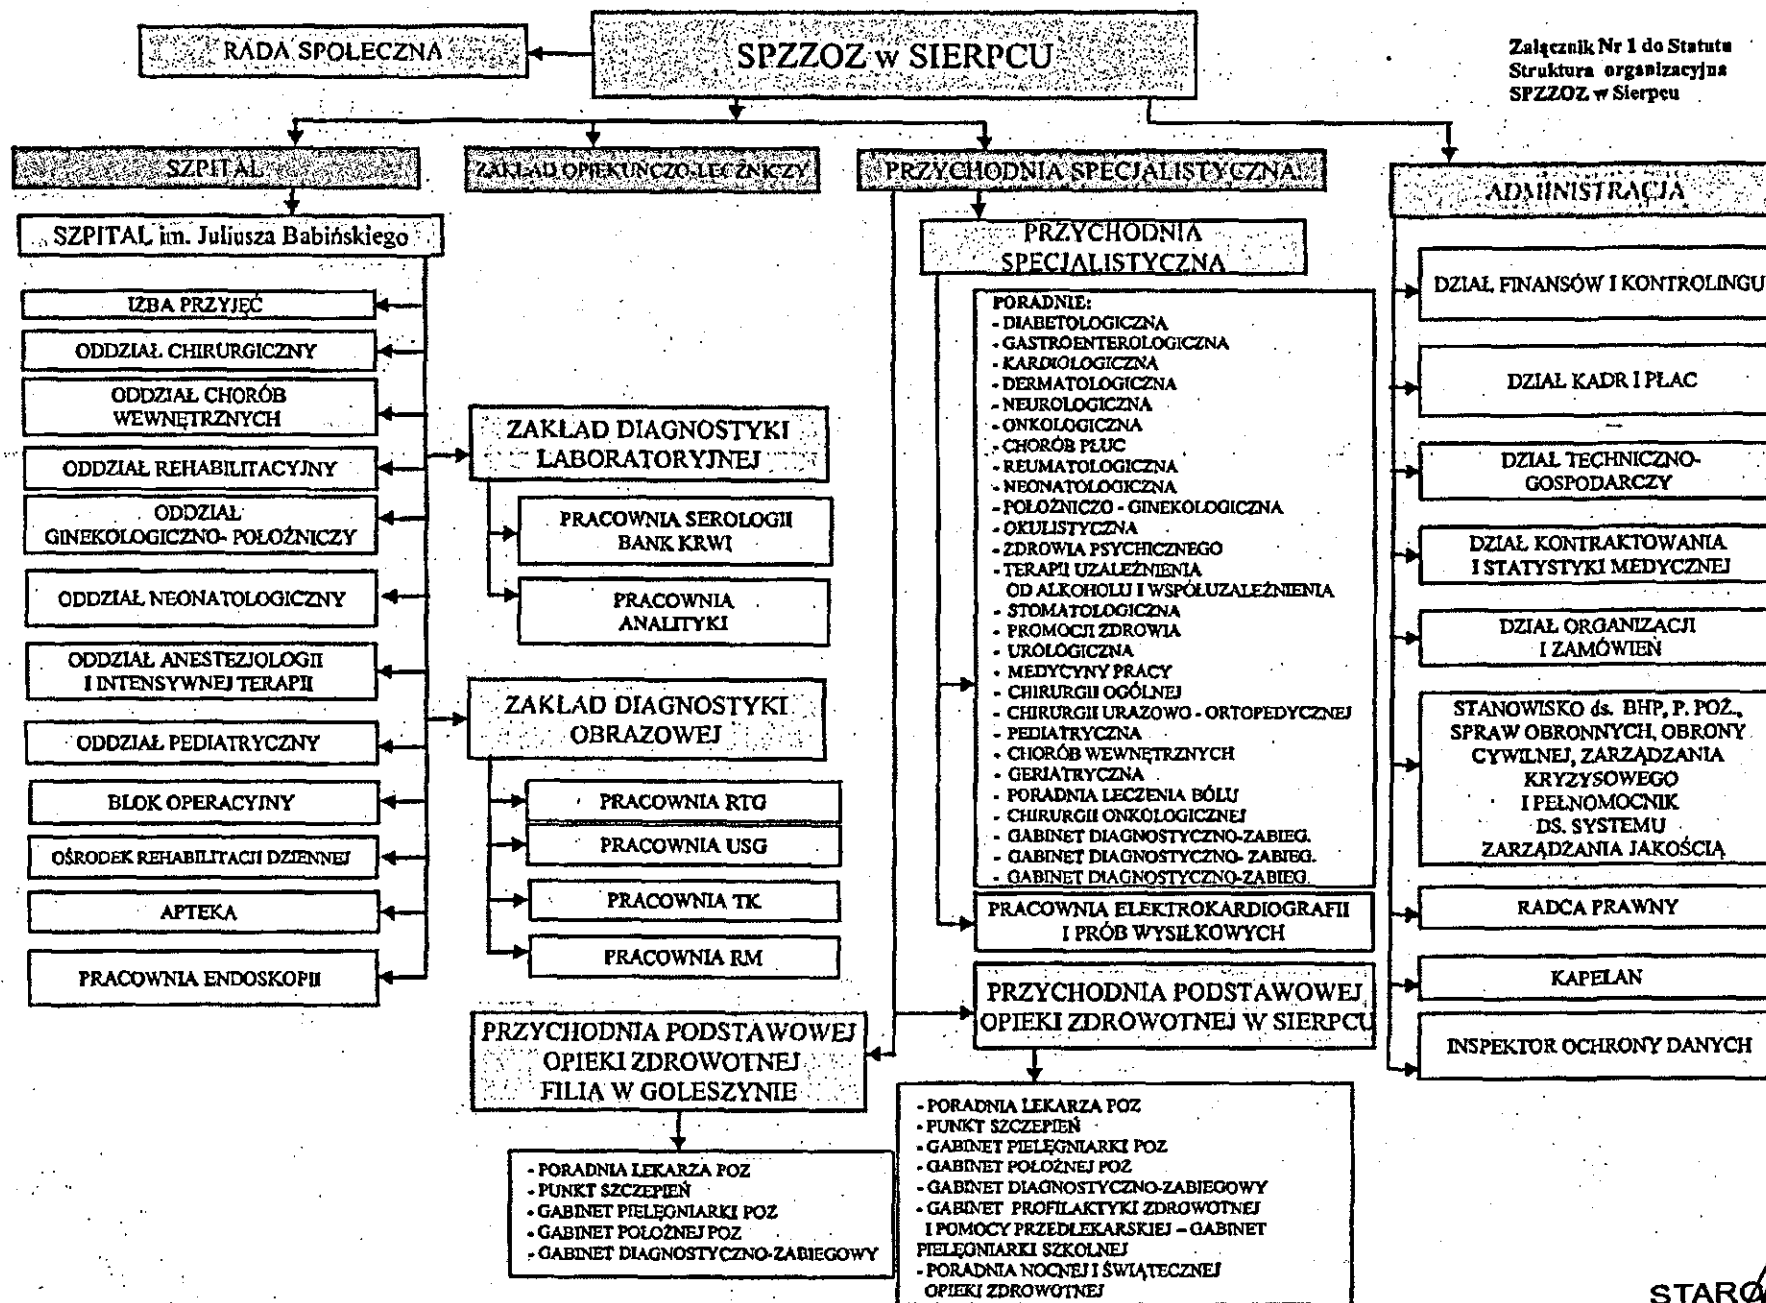 RADA SPOŁECZNA
SPZZOZ w SIERPCU
Załącznik Nr 1 do Statutu
Struktura organizacyjna
SPZZOZ w Sierpcu
SZPITAL
ZAKŁAD OPIEKUŃCZO-LECZNICZY
PRZYCHODNIA SPECJALISTYCZNA
ADMINISTRACJA
SZPITAL im. Juliusza Babińskiego
IZBA PRZYJĘĆ
ODDZIAŁ CHIRURGICZNY
ODDZIAŁ CHORÓB
WEWNĘTRZNYCH
ODDZIAŁ REHABILITACYJNY
ODDZIAŁ
GINEKOLOGICZNO- POŁOŻNICZY
ODDZIAŁ NEONATOLOGICZNY
ODDZIAŁ ANESTEZJOLOGII
I INTENSYWNEJ TERAPII
ODDZIAŁ PEDIATRYCZNY
BLOK OPERACYJNY
OŚRODEK REHABILITACJI DZIENNEJ
APTEKA
PRACOWNIA ENDOSKOPII
ZAKŁAD DIAGNOSTYKI
LABORATORYJNEJ
PRACOWNIA SEROLOGII
BANK KRWI
PRACOWNIA
ANALITYKI
ZAKŁAD DIAGNOSTYKI
OBRAZOWEJ
PRACOWNIA RTG
PRACOWNIA USG
PRACOWNIA TK
PRACOWNIA RM
PRZYCHODNIA PODSTAWOWEJ
OPIEKI ZDROWOTNEJ
FILIA W GOLESZYNIE
- PORADNIA LEKARZA POZ
- PUNKT SZCZEPIEŃ
- GABINET PIELĘGNIARKI POZ
- GABINET POŁOŻNEJ POZ
- GABINET DIAGNOSTYCZNO-ZABIEGOWY
PRZYCHODNIA
SPECJALISTYCZNA
PORADNIE:
- DIABETOLOGICZNA
- GASTROENTEROLOGICZNA
- KARDIOLOGICZNA
- DERMATOLOGICZNA
- NEUROLOGICZNA
- ONKOLOGICZNA
- CHORÓB PŁUC
- REUMATOLOGICZNA
- NEONATOLOGICZNA
- POŁOŻNICZO - GINEKOLOGICZNA
- OKULISTYCZNA
- ZDROWIA PSYCHICZNEGO
- TERAPII UZALEŻNIENIA
OD ALKOHOLU I WSPÓŁUZALEŻNIENIA
- STOMATOLOGICZNA
- PROMOCJI ZDROWIA
- UROLOGICZNA
- MEDYCYNY PRACY
- CHIRURGII OGÓLNEJ
- CHIRURGII URAZOWO - ORTOPEDYCZNEJ
- PEDIATRYCZNA
- CHORÓB WEWNĘTRZNYCH
- GERIATRYCZNA
- PORADNIA LECZENIA BÓLU
- CHIRURGII ONKOLOGICZNEJ
- GABINET DIAGNOSTYCZNO-ZABIEG.
- GABINET DIAGNOSTYCZNO- ZABIEG.
- GABINET DIAGNOSTYCZNO-ZABIEG.
PRACOWNIA ELEKTROKARDIOGRAFII
I PRÓB WYSIŁKOWYCH
PRZYCHODNIA PODSTAWOWEJ
OPIEKI ZDROWOTNEJ W SIERPCU
- PORADNIA LEKARZA POZ
- PUNKT SZCZEPIEŃ
- GABINET PIELĘGNIARKI POZ
- GABINET POŁOŻNEJ POZ
- GABINET DIAGNOSTYCZNO-ZABIEGOWY
- GABINET PROFILAKTYKI ZDROWOTNEJ
I POMOCY PRZEDLEKARSKIEJ – GABINET
PIELĘGNIARKI SZKOLNEJ
- PORADNIA NOCNEJ I ŚWIĄTECZNEJ
OPIEKI ZDROWOTNEJ
DZIAŁ FINANSÓW I KONTROLINGU
DZIAŁ KADR I PŁAC
DZIAŁ TECHNICZNO-
GOSPODARCZY
DZIAŁ KONTRAKTOWANIA
I STATYSTYKI MEDYCZNEJ
DZIAŁ ORGANIZACJI
I ZAMÓWIEŃ
STANOWISKO ds. BHP, P. POŻ.,
SPRAW OBRONNYCH, OBRONY
CYWILNEJ, ZARZĄDZANIA
KRYZYSOWEGO
I PEŁNOMOCNIK
DS. SYSTEMU
ZARZĄDZANIA JAKOŚCIĄ
RADCA PRAWNY
KAPELAN
INSPEKTOR OCHRONY DANYCH